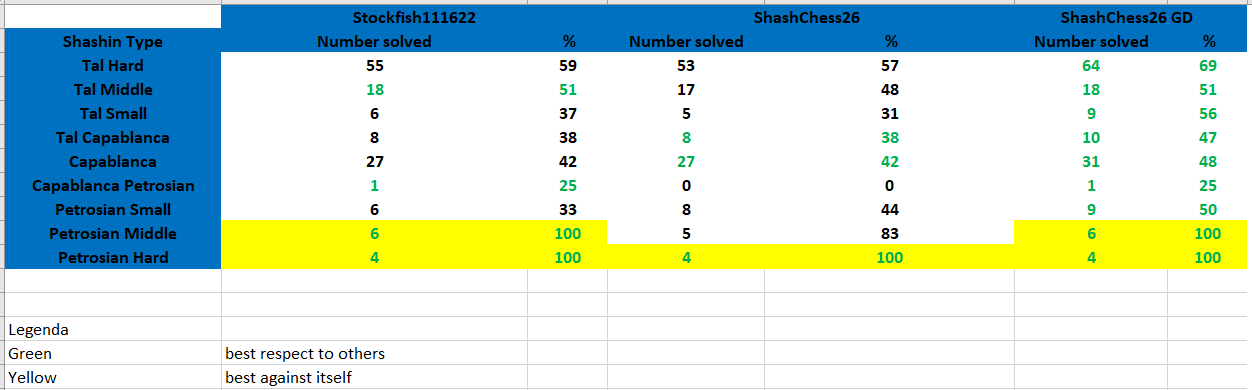 Stockfish111622 ShashChess26 ShashChess26 GD
Shashin Type Number solved % Number solved % Number solved %
Tal Hard 55 59 53 57 64 69
Tal Middle 18 51 17 48 18 51
Tal Small 6 37 5 31 9 56
Tal Capablanca 8 38 8 38 10 47
Capablanca 27 42 27 42 31 48
Capablanca Petrosian 1 25 0 0 1 25
Petrosian Small 6 33 8 44 9 50
Petrosian Middle 6 100 5 83 6 100
Petrosian Hard 4 100 4 100 4 100
Legenda
Green best respect to others
Yellow best against itself